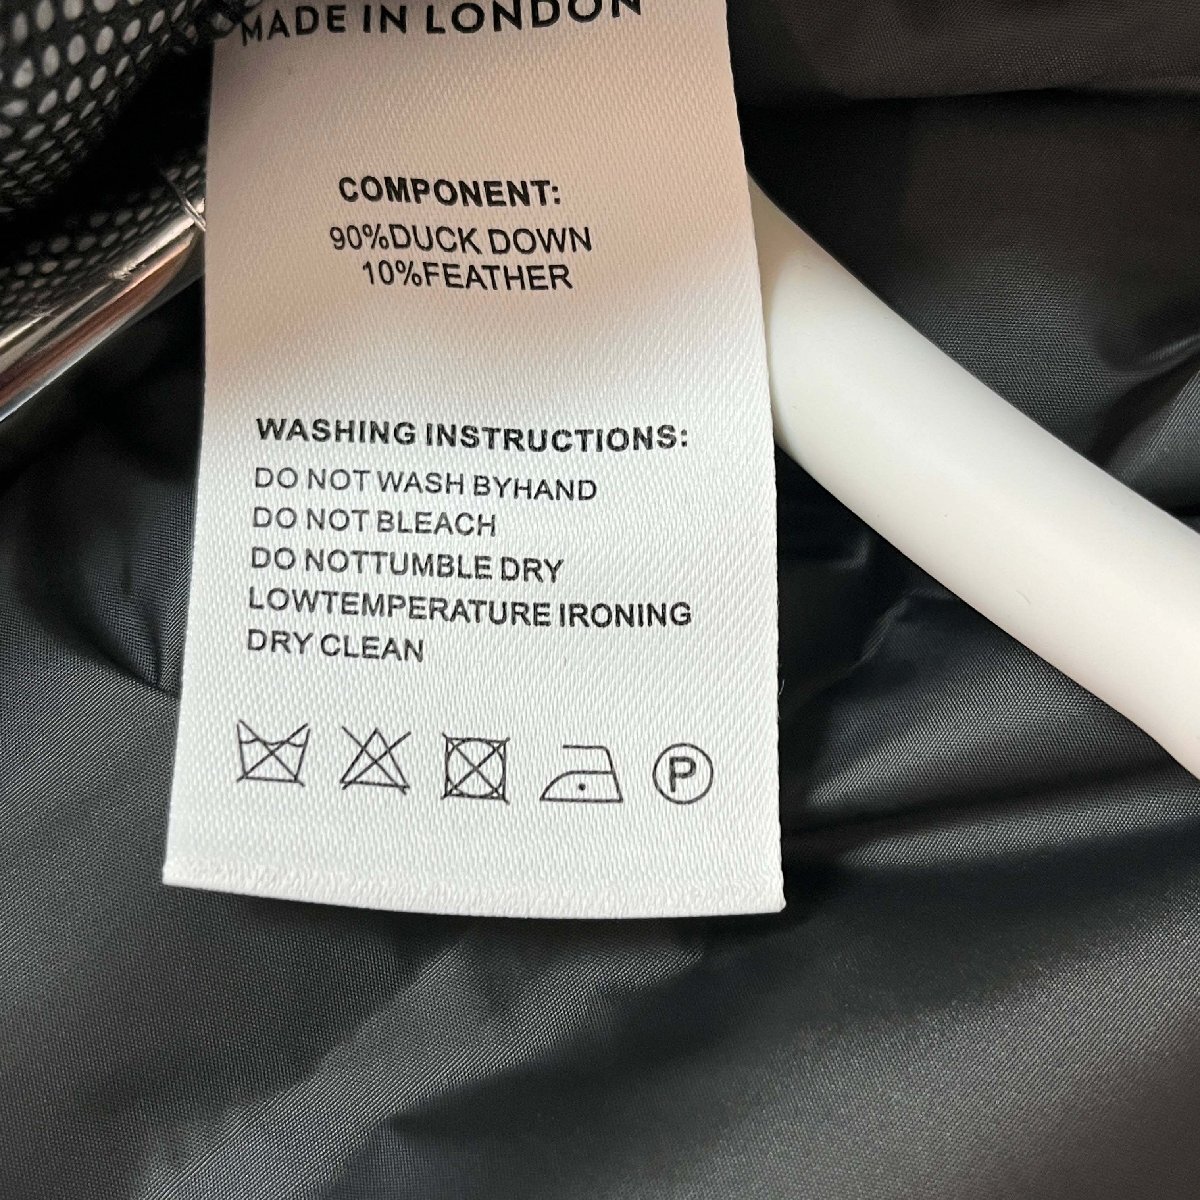 MADE IN LONDON
COMPONENT:
90%DUCK DOWN
10%FEATHER
WASHING INSTRUCTIONS:
DO NOT WASH BYHAND
DO NOT BLEACH
DO NOTTUMBLE DRY
LOWTEMPERATURE IRONING
DRY CLEAN
P